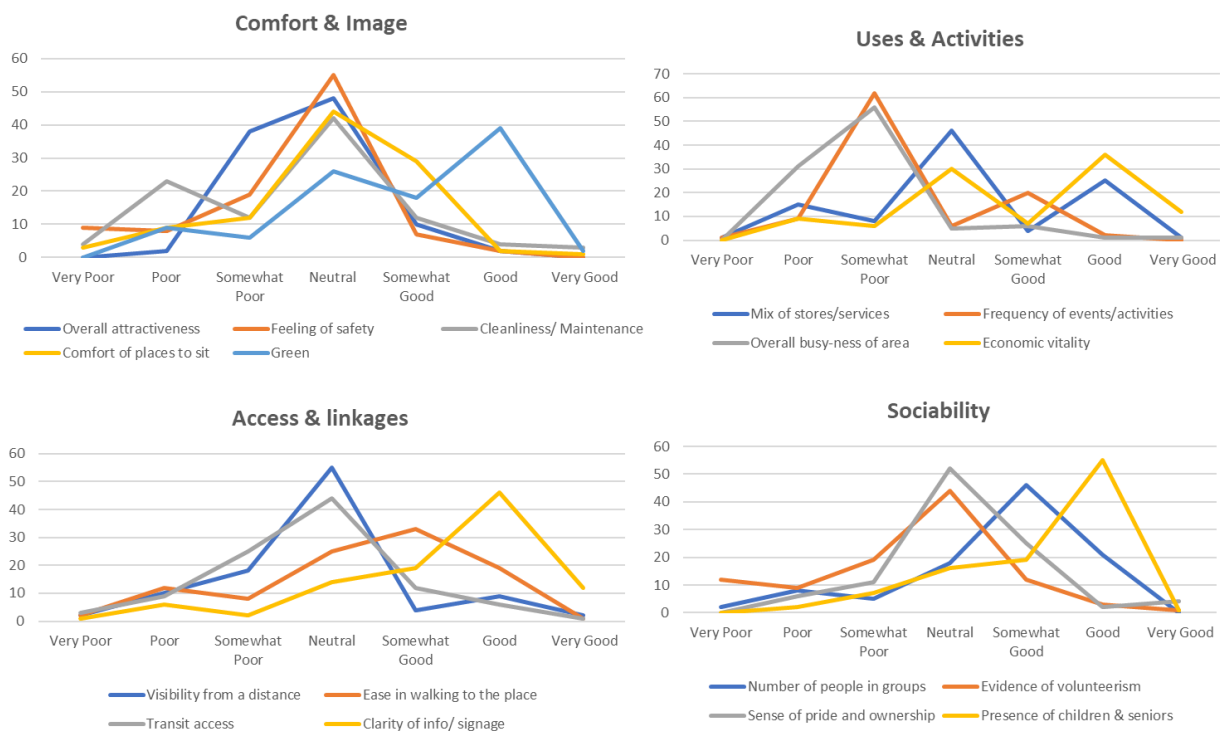 Comfort & Image
60
50
40
30
20
10
0
Very Poor Poor Somewhat Poor Neutral Somewhat Good Good Very Good
Overall attractiveness Feeling of safety Cleanliness/ Maintenance
Comfort of places to sit Green
Uses & Activities
70
60
50
40
30
20
10
0
Very Poor Poor Somewhat Poor Neutral Somewhat Good Good Very Good
Mix of stores/services Frequency of events/activities
Overall busy-ness of area Economic vitality
Access & linkages
60
50
40
30
20
10
0
Very Poor Poor Somewhat Poor Neutral Somewhat Good Good Very Good
Visibility from a distance Ease in walking to the place
Transit access Clarity of info/ signage
Sociability
60
50
40
30
20
10
0
Very Poor Poor Somewhat Poor Neutral Somewhat Good Good Very Good
Number of people in groups Evidence of volunteerism
Sense of pride and ownership Presence of children & seniors